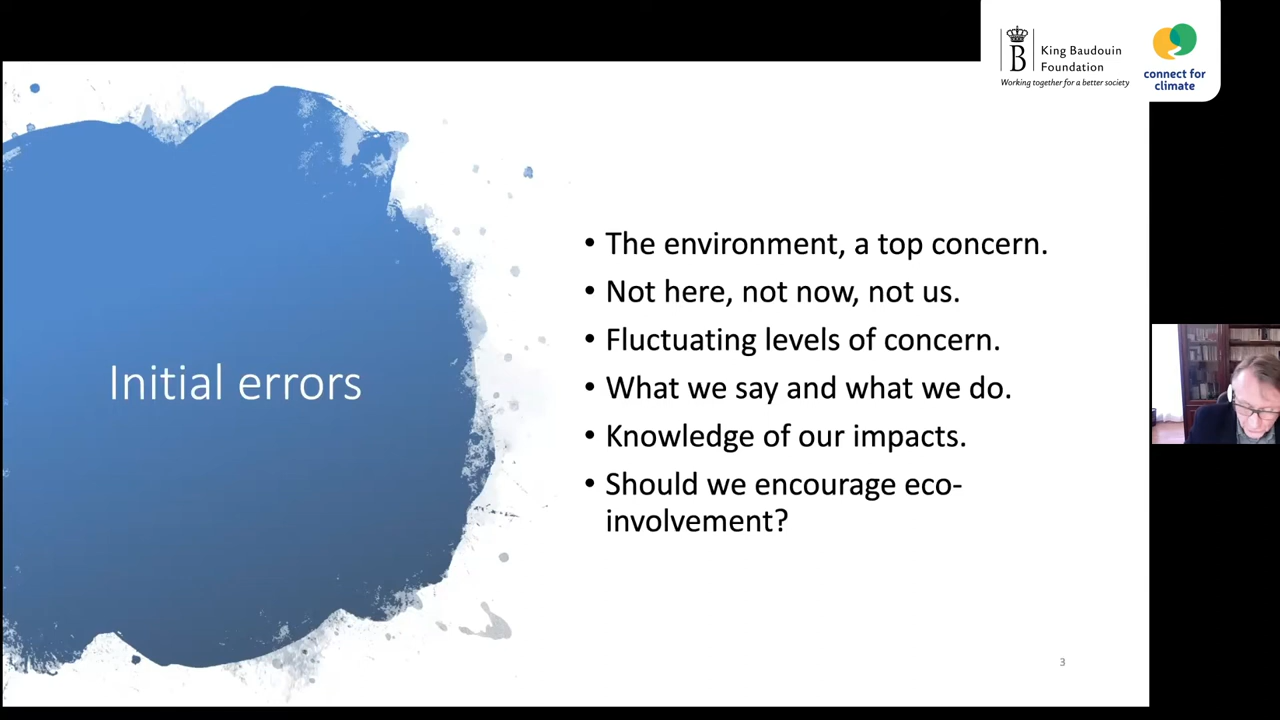 King Baudouin
Foundation
Working together for a better society
connect for
climate
B
Initial errors
• The environment, a top concern.
• Not here, not now, not us.
• Fluctuating levels of concern.
• What we say and what we do.
• Knowledge of our impacts.
• Should we encourage eco-
involvement?
3